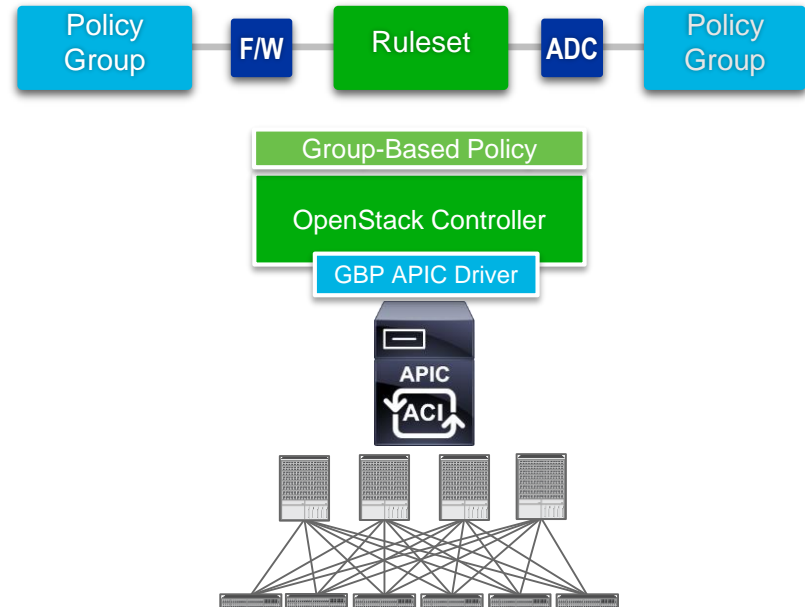 Policy
Group
F/W
Ruleset
ADC
Policy
Group
Group-Based Policy
OpenStack Controller
GBP APIC Driver
APIC
ACI